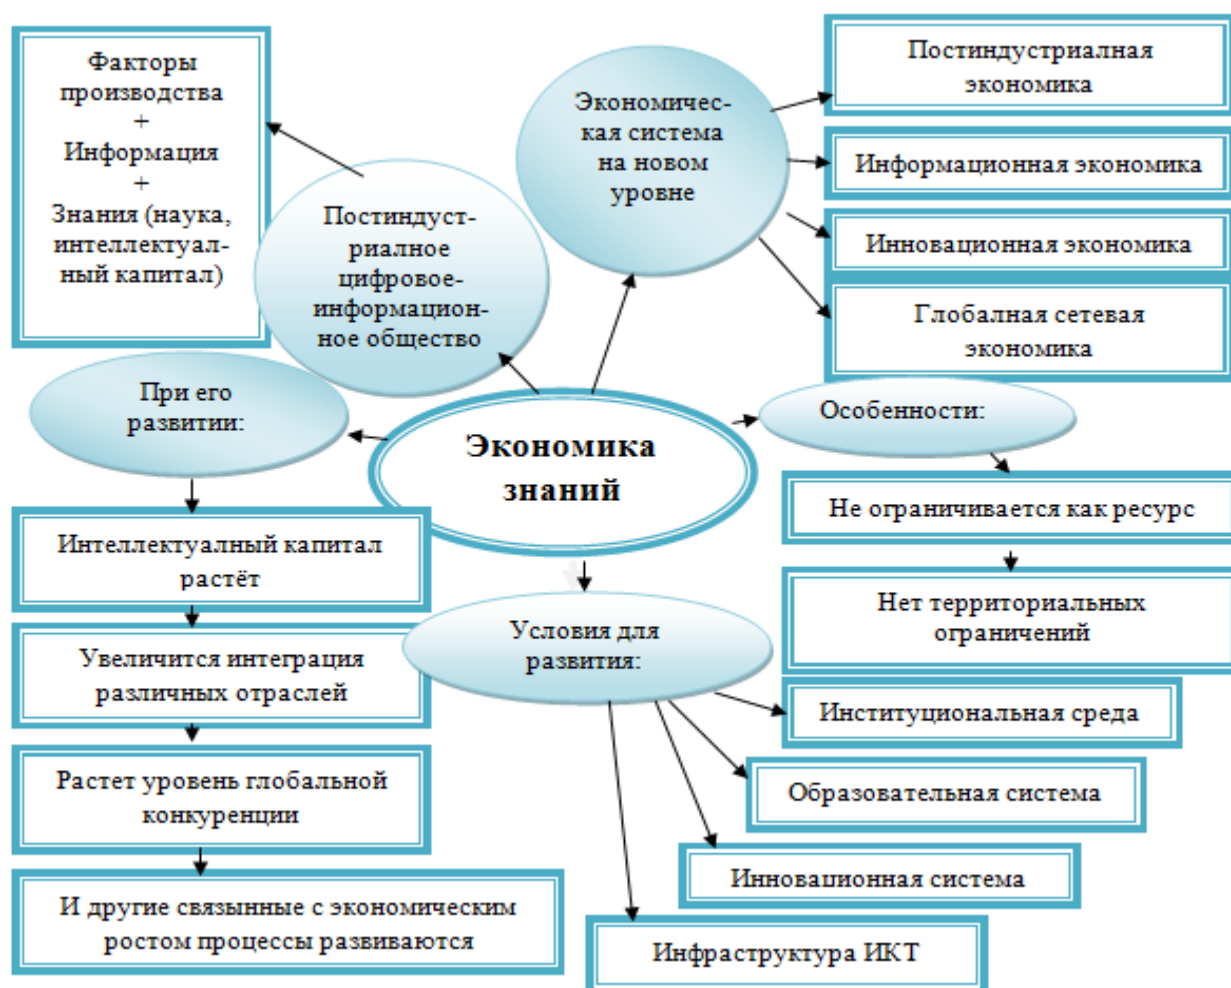 Факторы
производства
+
Информация
+
Знания (наука,
интеллектуал-
ный капитал)
Постиндуст-
риалное
цифровое-
информацион-
ное общество
Экономичес-
кая система
на новом
уровне
Постиндустриалная
экономика
Информационная экономика
Инновационная экономика
Глобалная сетевая
экономика
При его
развитии:
Экономика
знаний
Особенности:
Интеллектуалный капитал
растёт
Увеличится интеграция
различных отраслей
Растет уровень глобальной
конкуренции
И другие связынные с экономическим
ростом процессы развиваются
Условия для
развития:
Не ограничивается как ресурс
Нет территориальных
ограничений
Институциональная среда
Образовательная система
Инновационная система
Инфраструктура ИКТ